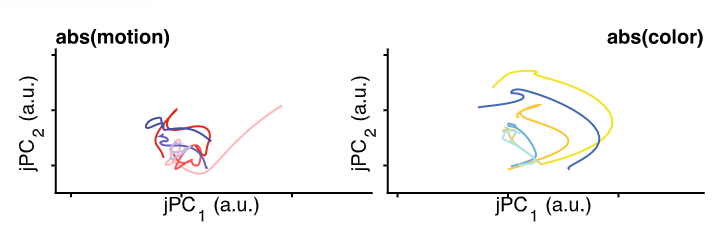 abs(motion)
jPC2 (a.u.)
jPC1 (a.u.)
abs(color)
jPC2 (a.u.)
jPC1 (a.u.)